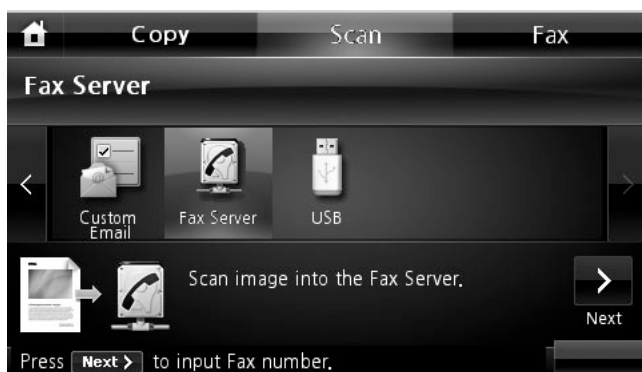 Copy Scan Fax
Fax Server
Custom Email Fax Server USB
Scan image into the Fax Server.
Next
Press Next > to input Fax number.